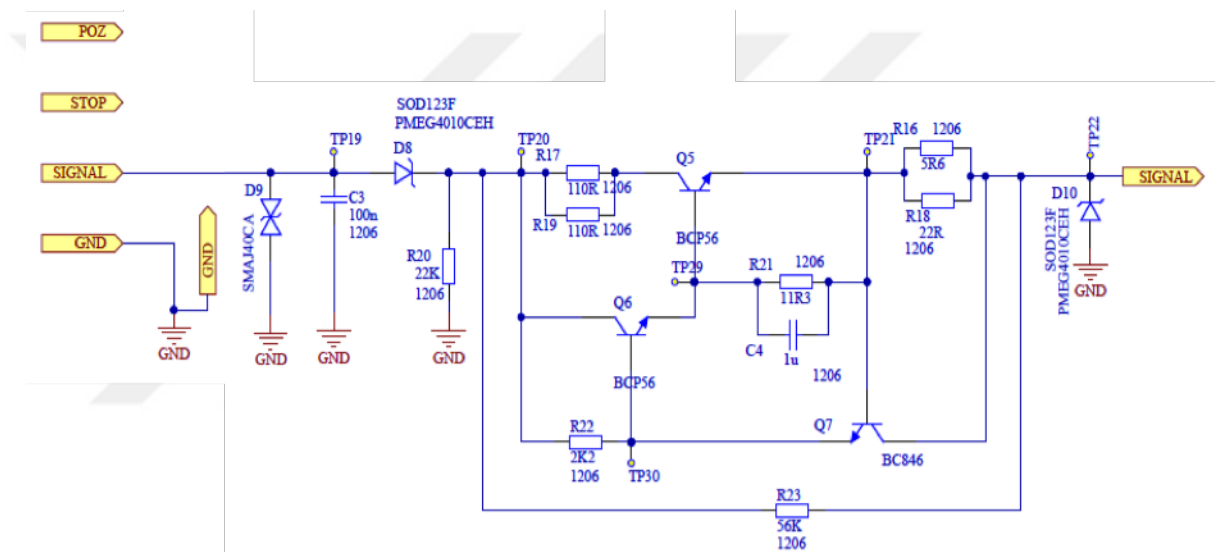 POZ
STOP
SIGNAL
GND
GND
GND
D9
SMAJ40CA
GND
TP19
C3
100n
1206
GND
SOD123F
PMEG4010CEH
D8
R20
22K
1206
GND
TP20
R17
110R 1206
R19
110R 1206
Q5
BCP56
TP29
R21 1206
11R3
C4
1u
1206
Q6
BCP56
R22
2K2
1206
TP30
Q7
BC846
R23
56K
1206
TP21
R16 1206
5R6
R18
22R
1206
TP22
D10
SOD123F
PMEG4010CEH
GND
SIGNAL